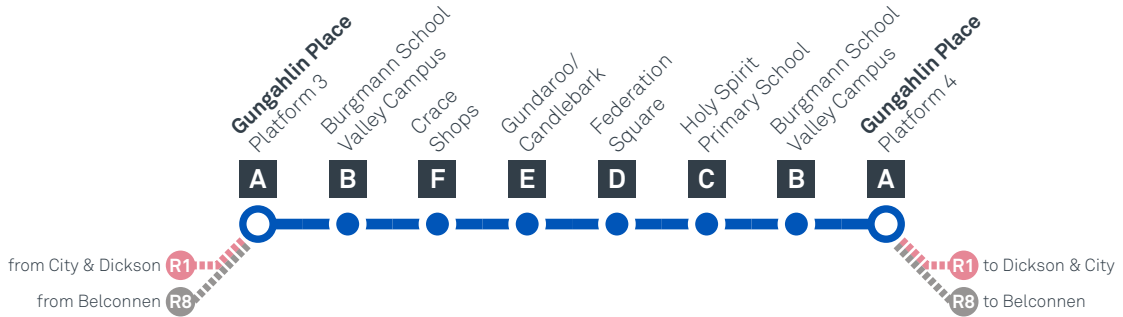 Gungahlin Place
Platform 3
Burgmann School
Valley Campus
Crace
Shops
Gundaroo/
Candlebark
Federation
Square
Holy Spirit
Primary School
Burgmann School
Valley Campus
Gungahlin Place
Platform 4
A
B
F
E
D
C
B
A
from City & Dickson R1
from Belconnen R8
R1 to Dickson & City
R8 to Belconnen